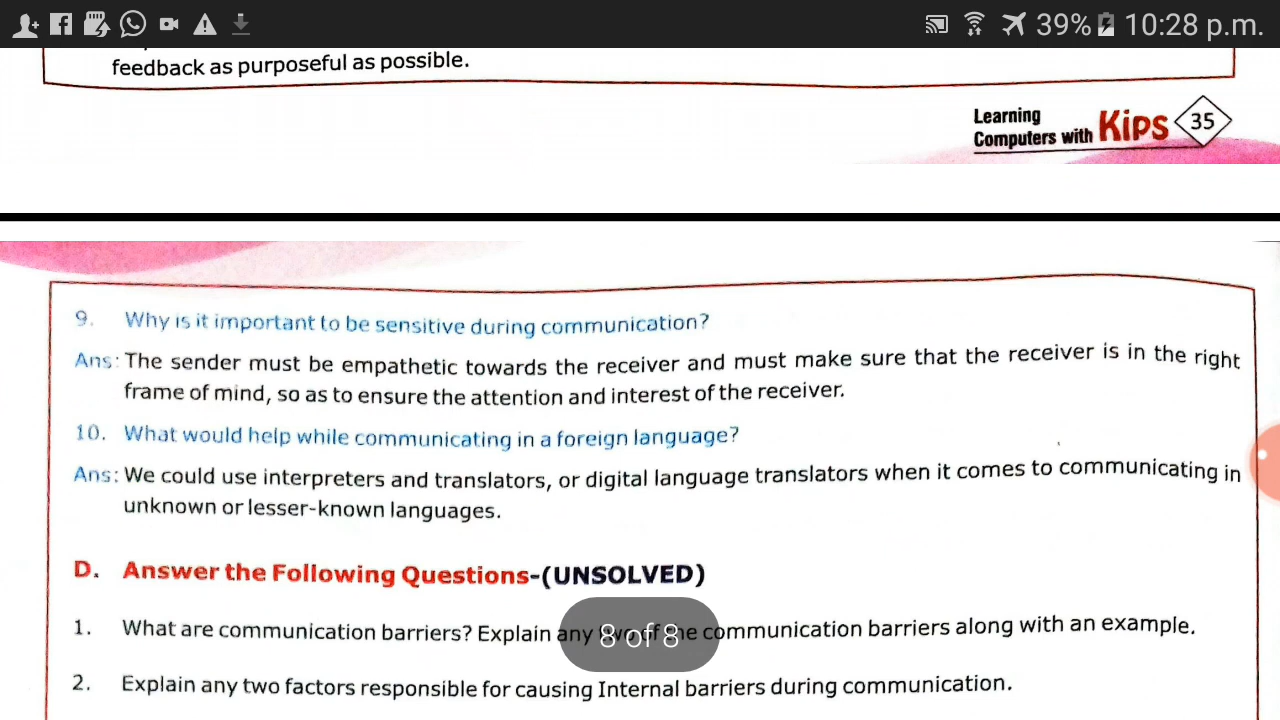 39% 10:28 p.m.
feedback as purposeful as possible.
Learning
Computers with Kips 35
9. Why is it important to be sensitive during communication?
Ans: The sender must be empathetic towards the receiver and must make sure that the receiver is in the right
frame of mind, so as to ensure the attention and interest of the receiver.
10. What would help while communicating in a foreign language?
Ans: We could use interpreters and translators, or digital language translators when it comes to communicating in
unknown or lesser-known languages.
D. Answer the Following Questions-(UNSOLVED)
1. What are communication barriers? Explain any two of the communication barriers along with an example.
8 of 8
2. Explain any two factors responsible for causing Internal barriers during communication.